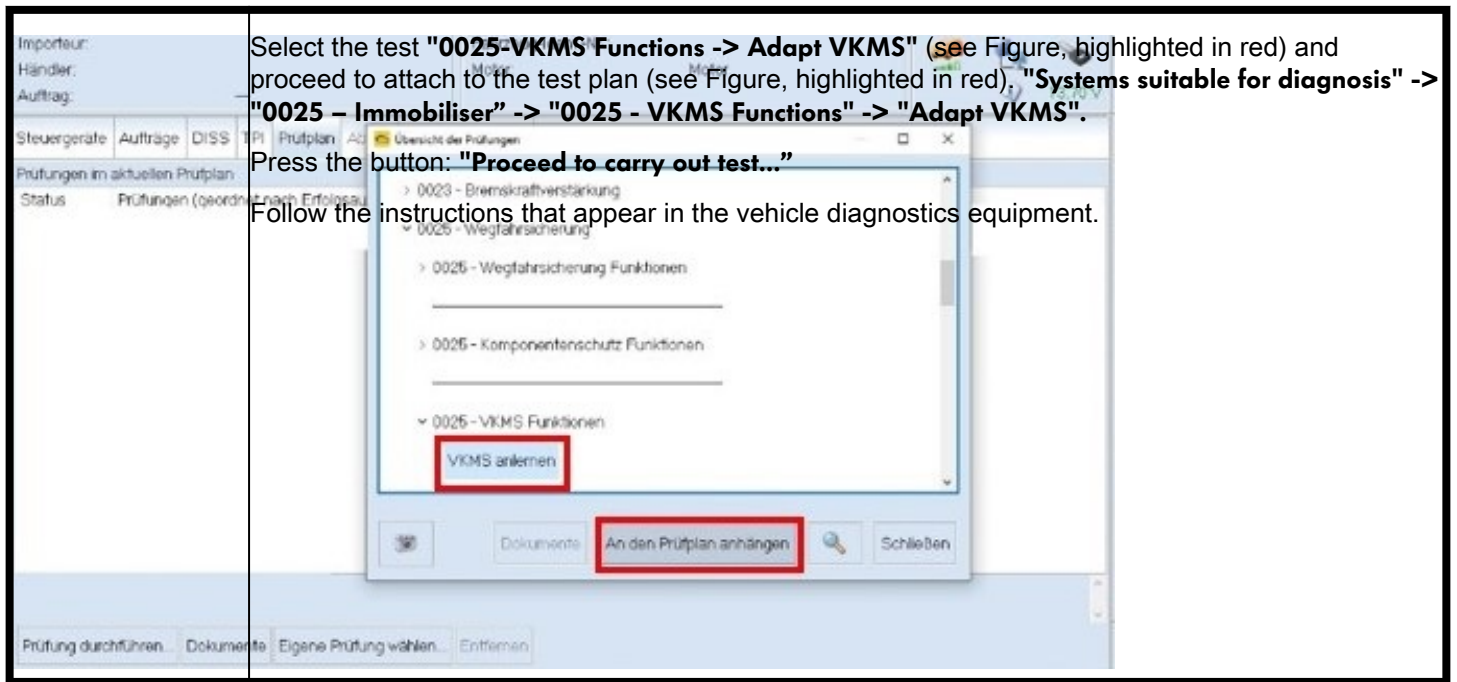 Select the test "0025-VKMS Functions -> Adapt VKMS" (see Figure, highlighted in red) and
proceed to attach to the test plan (see Figure, highlighted in red), "Systems suitable for diagnosis" ->
"0025 – Immobiliser” -> "0025 - VKMS Functions" -> "Adapt VKMS".
Press the button: "Proceed to carry out test...”
Follow the instructions that appear in the vehicle diagnostics equipment.
Importeur:
Händler:
Auftrag:
Motor:
Steuergeräte Aufträge DISS TPI Prüfplan
Übersicht der Prüfungen
Prüfungen im aktuellen Prüfplan
Status Prüfungen (geordnet nach
0023 - Bremskraftverstärkung
0025 - Wegfahrsicherung
0025 - Wegfahrsicherung Funktionen
0025 - Komponentenschutz Funktionen
0025 - VKMS Funktionen
VKMS anlernen
Dokumente An den Prüfplan anhängen Schließen
Prüfung durchführen... Dokumente Eigene Prüfung wählen... Entfernen